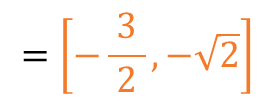 = [-3/2, -√2]